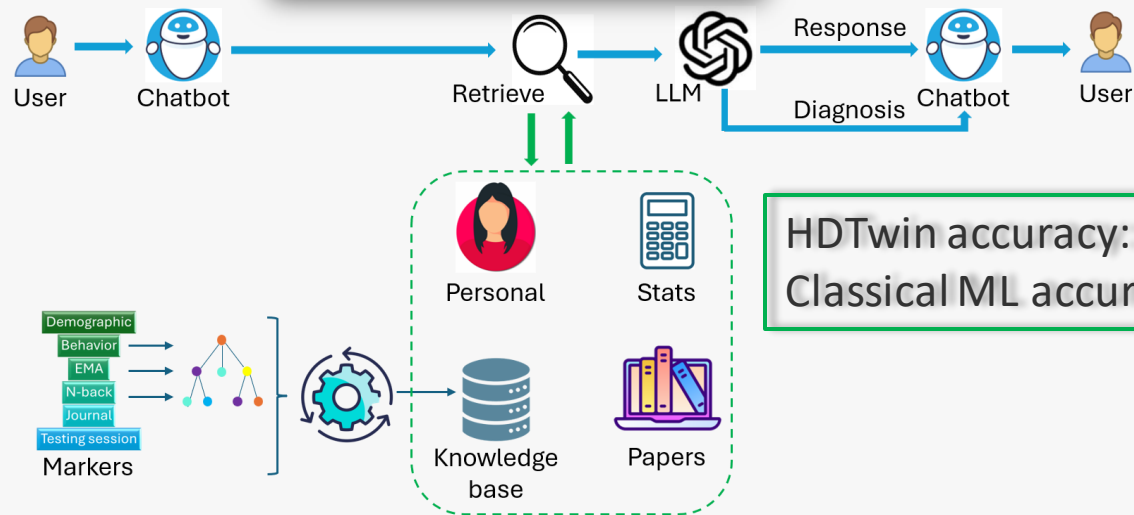 Response
User
Chatbot
Retrieve
LLM
Diagnosis
Chatbot
User
Personal
Stats
HDTwin accuracy:
Classical ML accur
Demographic
Behavior
EMA
N-back
Journal
Testing session
Markers
Knowledge
base
Papers